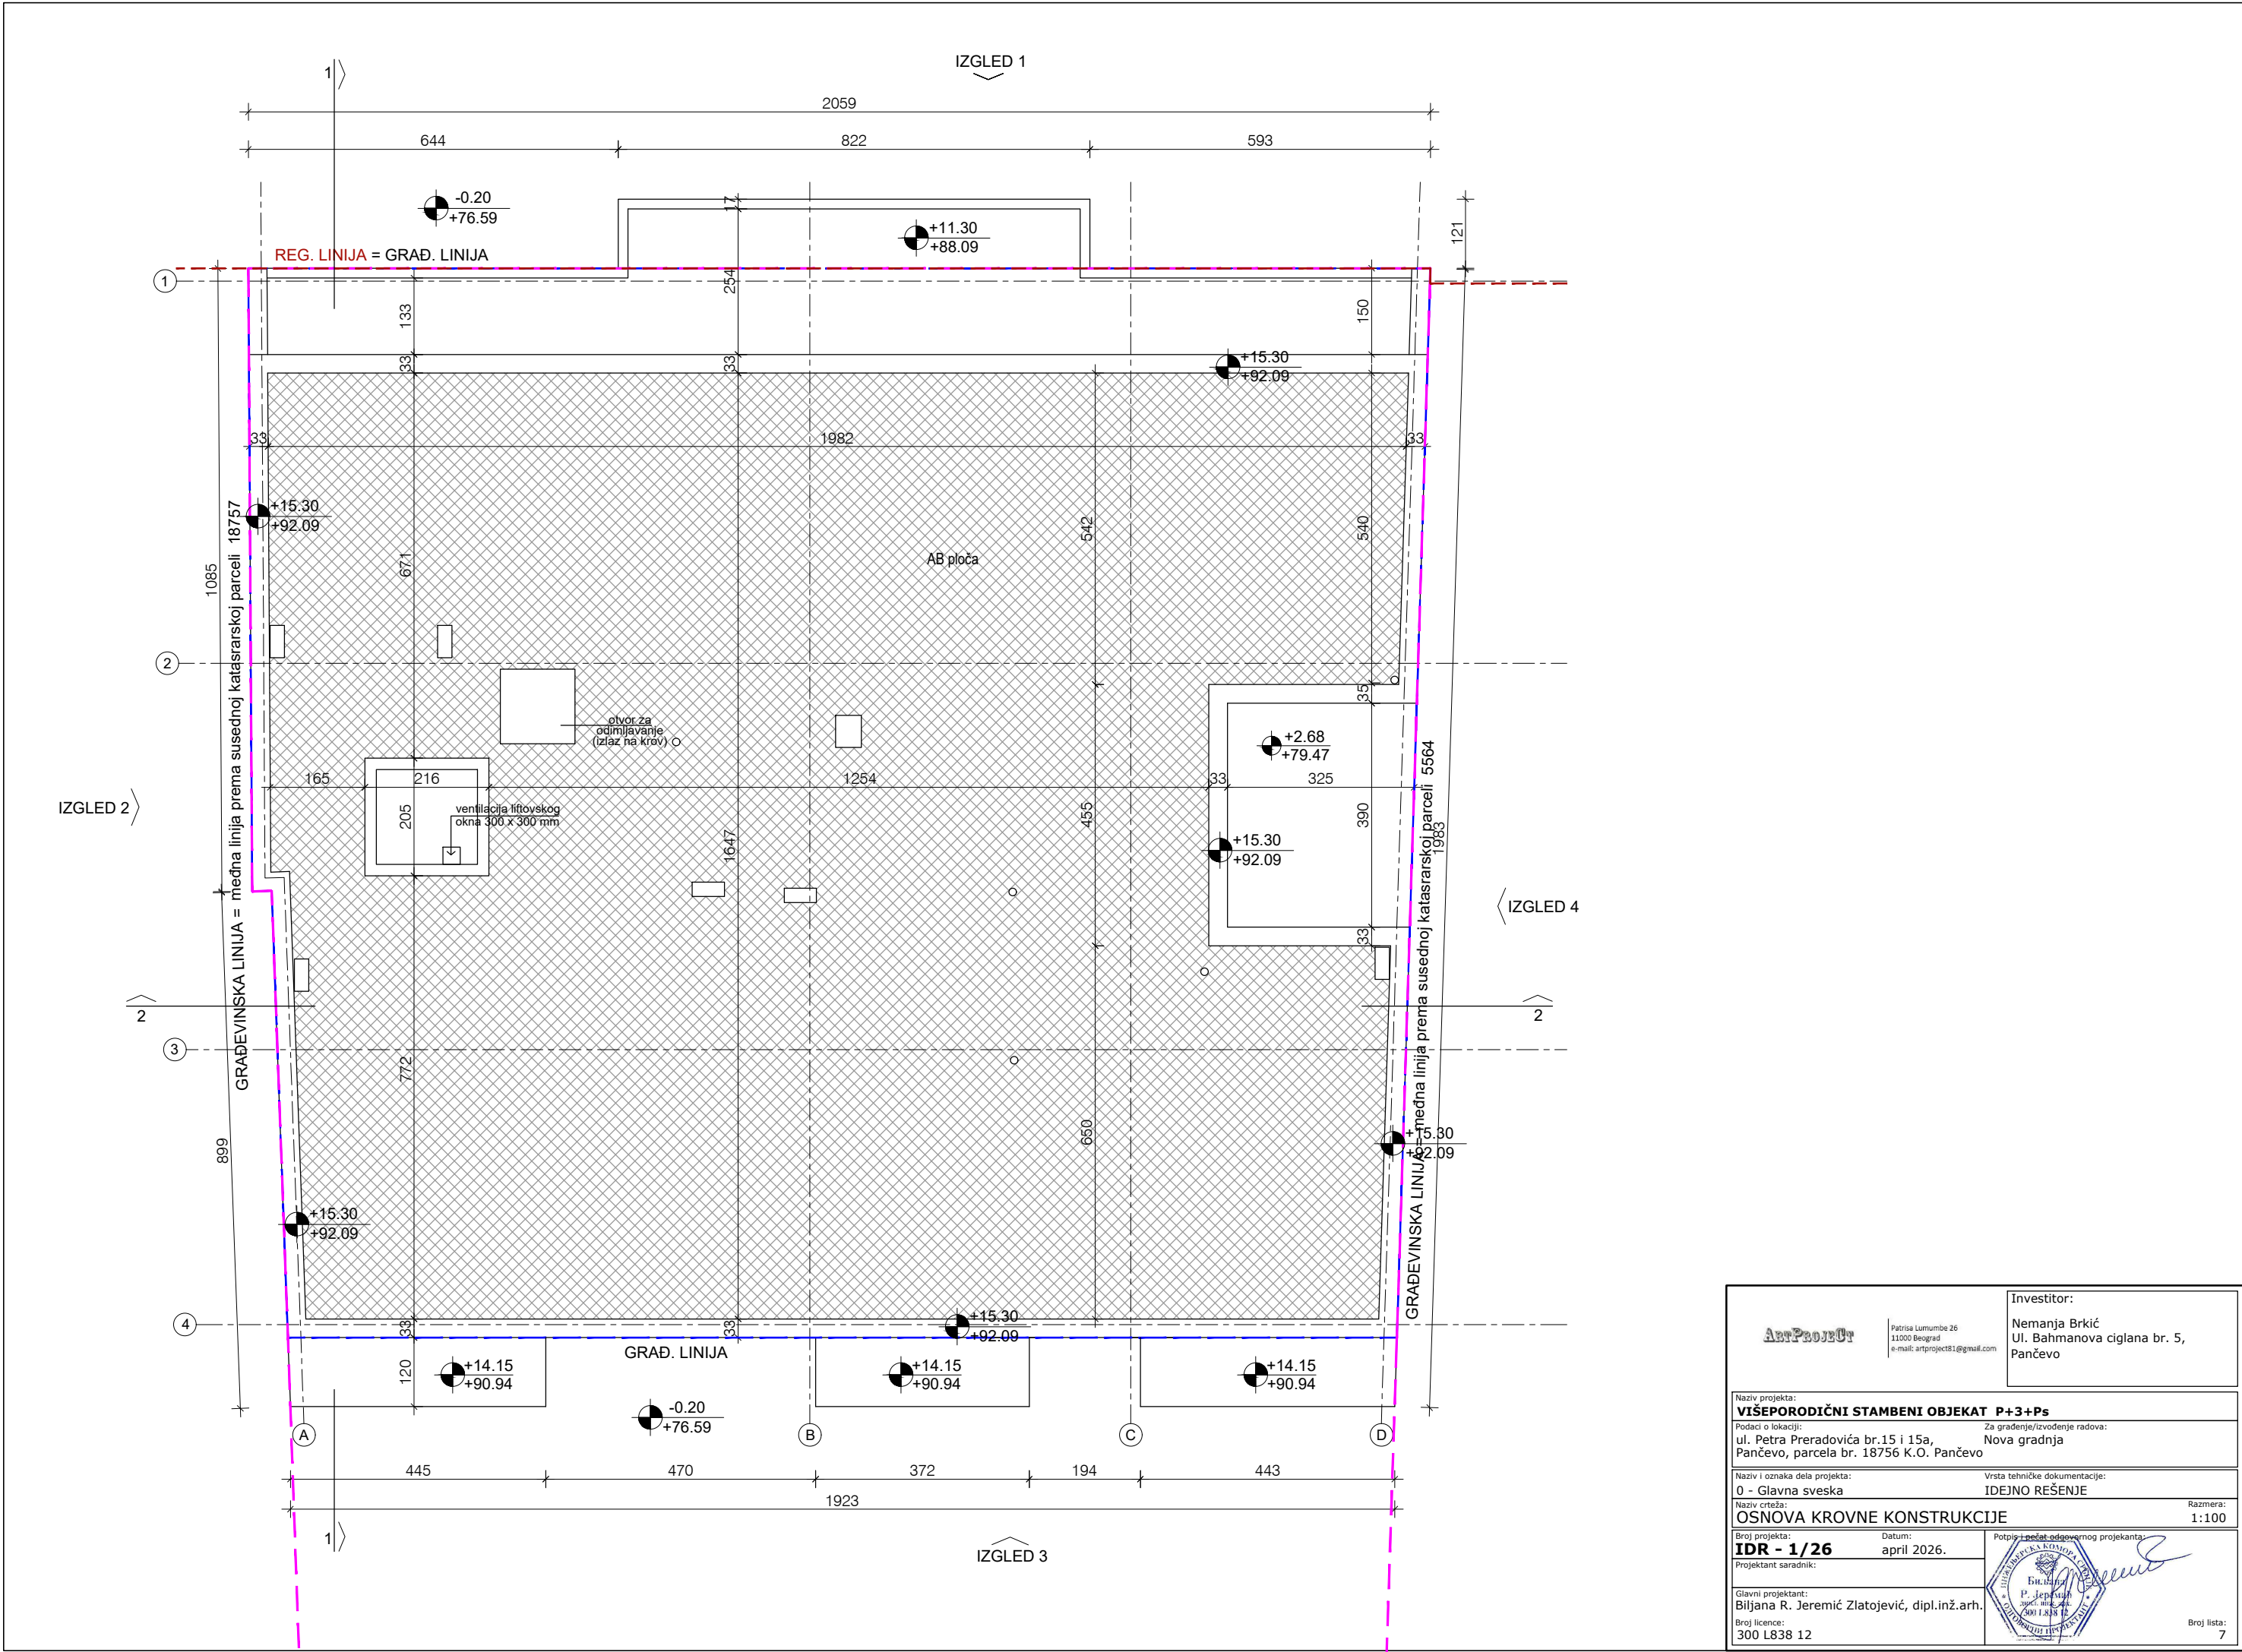 IZGLED 1
1
2059
644
822
593
-0.20
+76.59
17
+11.30
+88.09
121
REG. LINIJA = GRAĐ. LINIJA
1
254
133
150
33
33
+15.30
+92.09
33
1982
33
+15.30
+92.09
1085
GRAĐEVINSKA LINIJA = međna linija prema susednoj katasrarskoj parceli 18757
671
542
540
AB ploča
2
35
otvor za
odimljavanje
(izlaz na krov)
+2.68
+79.47
165
216
1254
33
325
IZGLED 2
205
ventilacija liftovskog
okna 300 x 300 mm
1647
455
390
+15.30
+92.09
1983
GRAĐEVINSKA LINIJA = međna linija prema susednoj katasrarskoj parceli 5564
IZGLED 4
33
2
2
3
772
650
899
+15.30
+92.09
+15.30
+92.09
4
33
33
+15.30
+92.09
GRAĐ. LINIJA
120
+14.15
+90.94
+14.15
+90.94
+14.15
+90.94
-0.20
+76.59
A
B
C
D
445
470
372
194
443
1923
1
IZGLED 3
ARTPROJECT
Patrisa Lumumbe 26
11000 Beograd
e-mail: artproject81@gmail.com
Investitor:
Nemanja Brkić
Ul. Bahmanova ciglana br. 5,
Pančevo
Naziv projekta:
VIŠEPORODIČNI STAMBENI OBJEKAT P+3+Ps
Podaci o lokaciji:
ul. Petra Preradovića br.15 i 15a,
Pančevo, parcela br. 18756 K.O. Pančevo
Za građenje/izvođenje radova:
Nova gradnja
Naziv i oznaka dela projekta:
0 - Glavna sveska
Vrsta tehničke dokumentacije:
IDEJNO REŠENJE
Naziv crteža:
OSNOVA KROVNE KONSTRUKCIJE
Razmera:
1:100
Broj projekta:
IDR - 1/26
Datum:
april 2026.
Potpis i pečat odgovornog projekanta:
Projektant saradnik:
Glavni projektant:
Biljana R. Jeremić Zlatojević, dipl.inž.arh.
Broj licence:
300 L838 12
ИНЖЕЊЕРСКА КОМОРА
Биљана
300 L838 12
Broj lista:
7